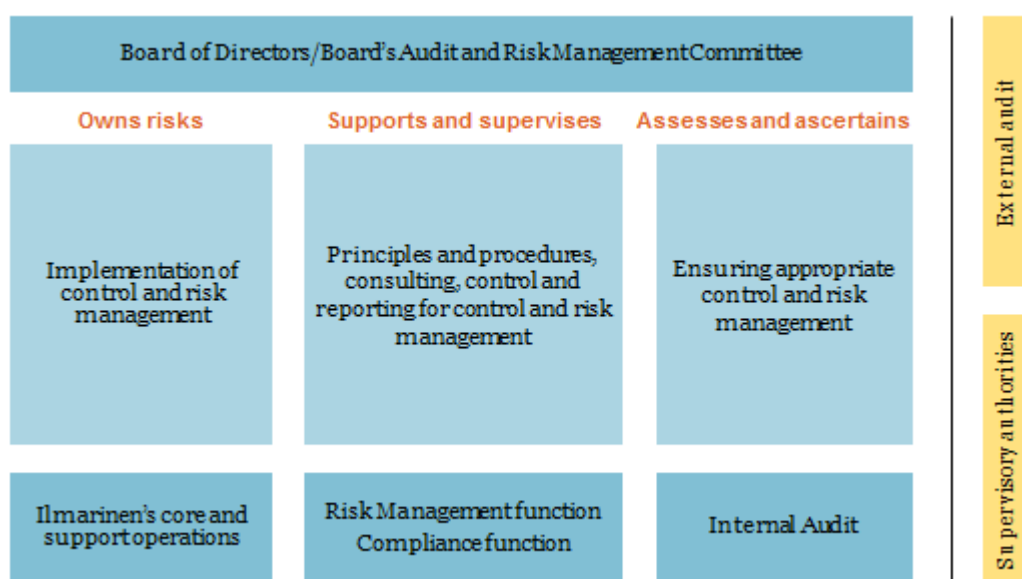 Board of Directors/Board's Audit and Risk Management Committee
Owns risks
Supports and supervises
Assesses and ascertains
Implementation of
control and risk
management
Principles and procedures,
consulting, control and
reporting for control and risk
management
Ensuring appropriate
control and risk
management
Ilmarinen's core and
support operations
Risk Management function
Compliance function
Internal Audit
External audit
Supervisory authorities